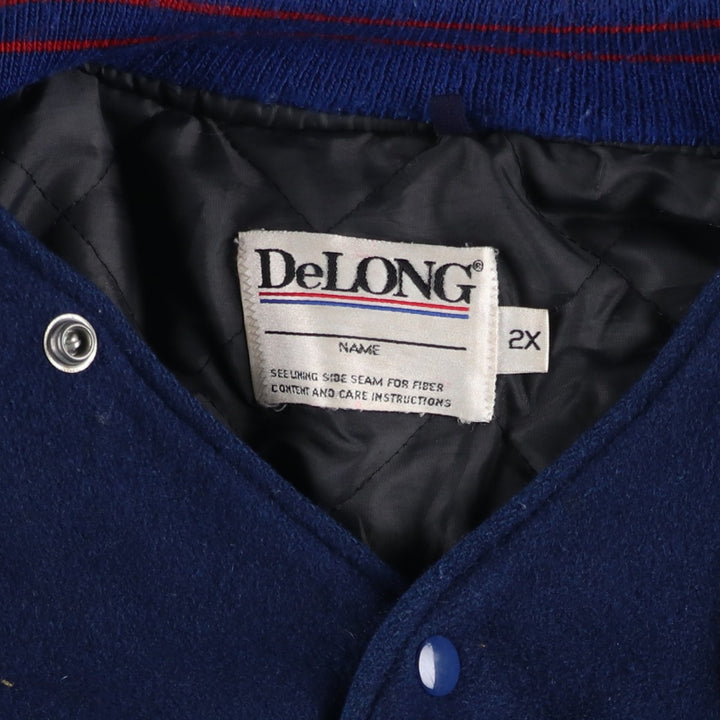 DeLONG®
NAME
SEE LINING SIDE SEAM FOR FIBER
CONTENT AND CARE INSTRUCTIONS
2X